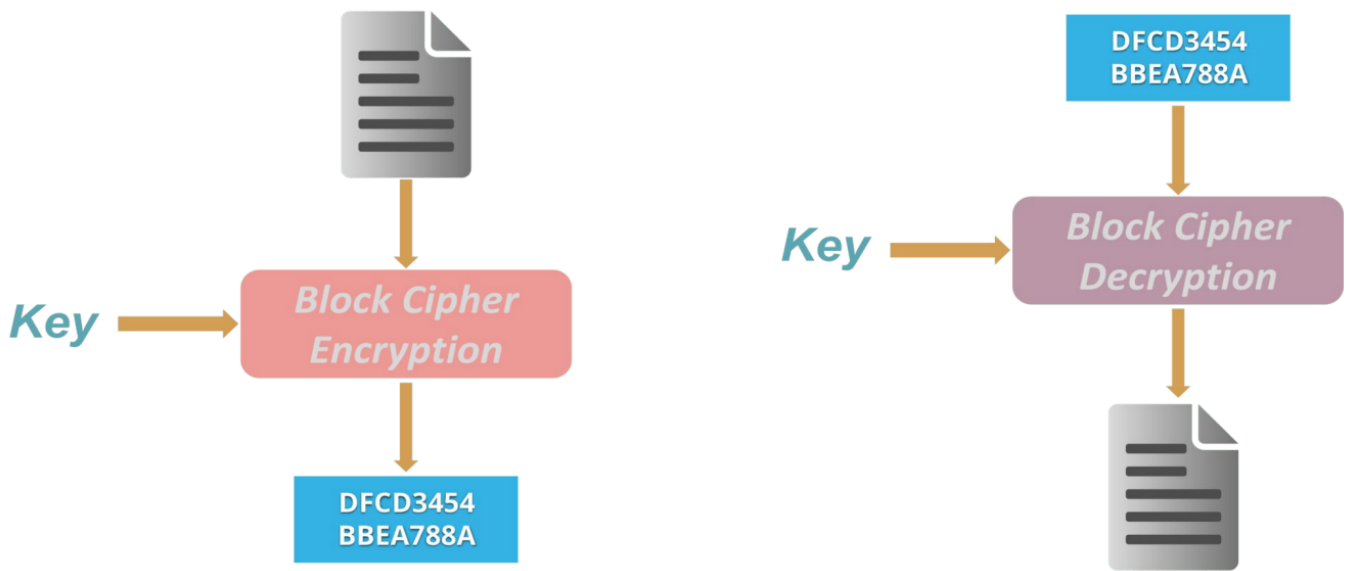 Key
Block Cipher
Encryption
DFCD3454
BBEA788A
DFCD3454
BBEA788A
Key
Block Cipher
Decryption